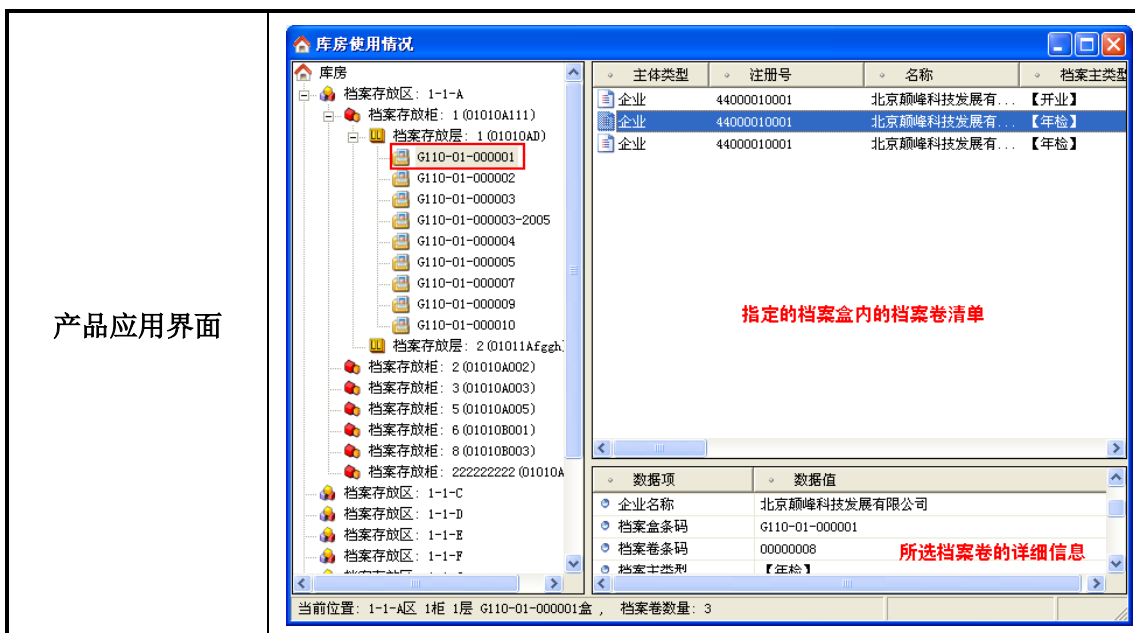 产品应用界面
库房使用情况
库房
档案存放区: 1-1-A
档案存放柜: 1(01010A111)
档案存放层: 1(01010AD)
G110-01-000001
G110-01-000002
G110-01-000003
G110-01-000003-2005
G110-01-000004
G110-01-000005
G110-01-000007
G110-01-000009
G110-01-000010
档案存放层: 2(01011Afggh)
档案存放柜: 2(01010A002)
档案存放柜: 3(01010A003)
档案存放柜: 5(01010A005)
档案存放柜: 6(01010B001)
档案存放柜: 8(01010B003)
档案存放柜: 222222222(01010A
档案存放区: 1-1-C
档案存放区: 1-1-D
档案存放区: 1-1-E
档案存放区: 1-1-F
主体类型 注册号 名称 档案主类型
企业 44000010001 北京颠峰科技发展有... 【开业】
企业 44000010001 北京颠峰科技发展有... 【年检】
企业 44000010001 北京颠峰科技发展有... 【年检】
指定的档案盒内的档案卷清单
数据项 数据值
企业名称 北京颠峰科技发展有限公司
档案盒条码 G110-01-000001
档案卷条码 00000008
档案主类型 【年检】
所选档案卷的详细信息
当前位置: 1-1-A区 1柜 1层 G110-01-000001盒 , 档案卷数量: 3